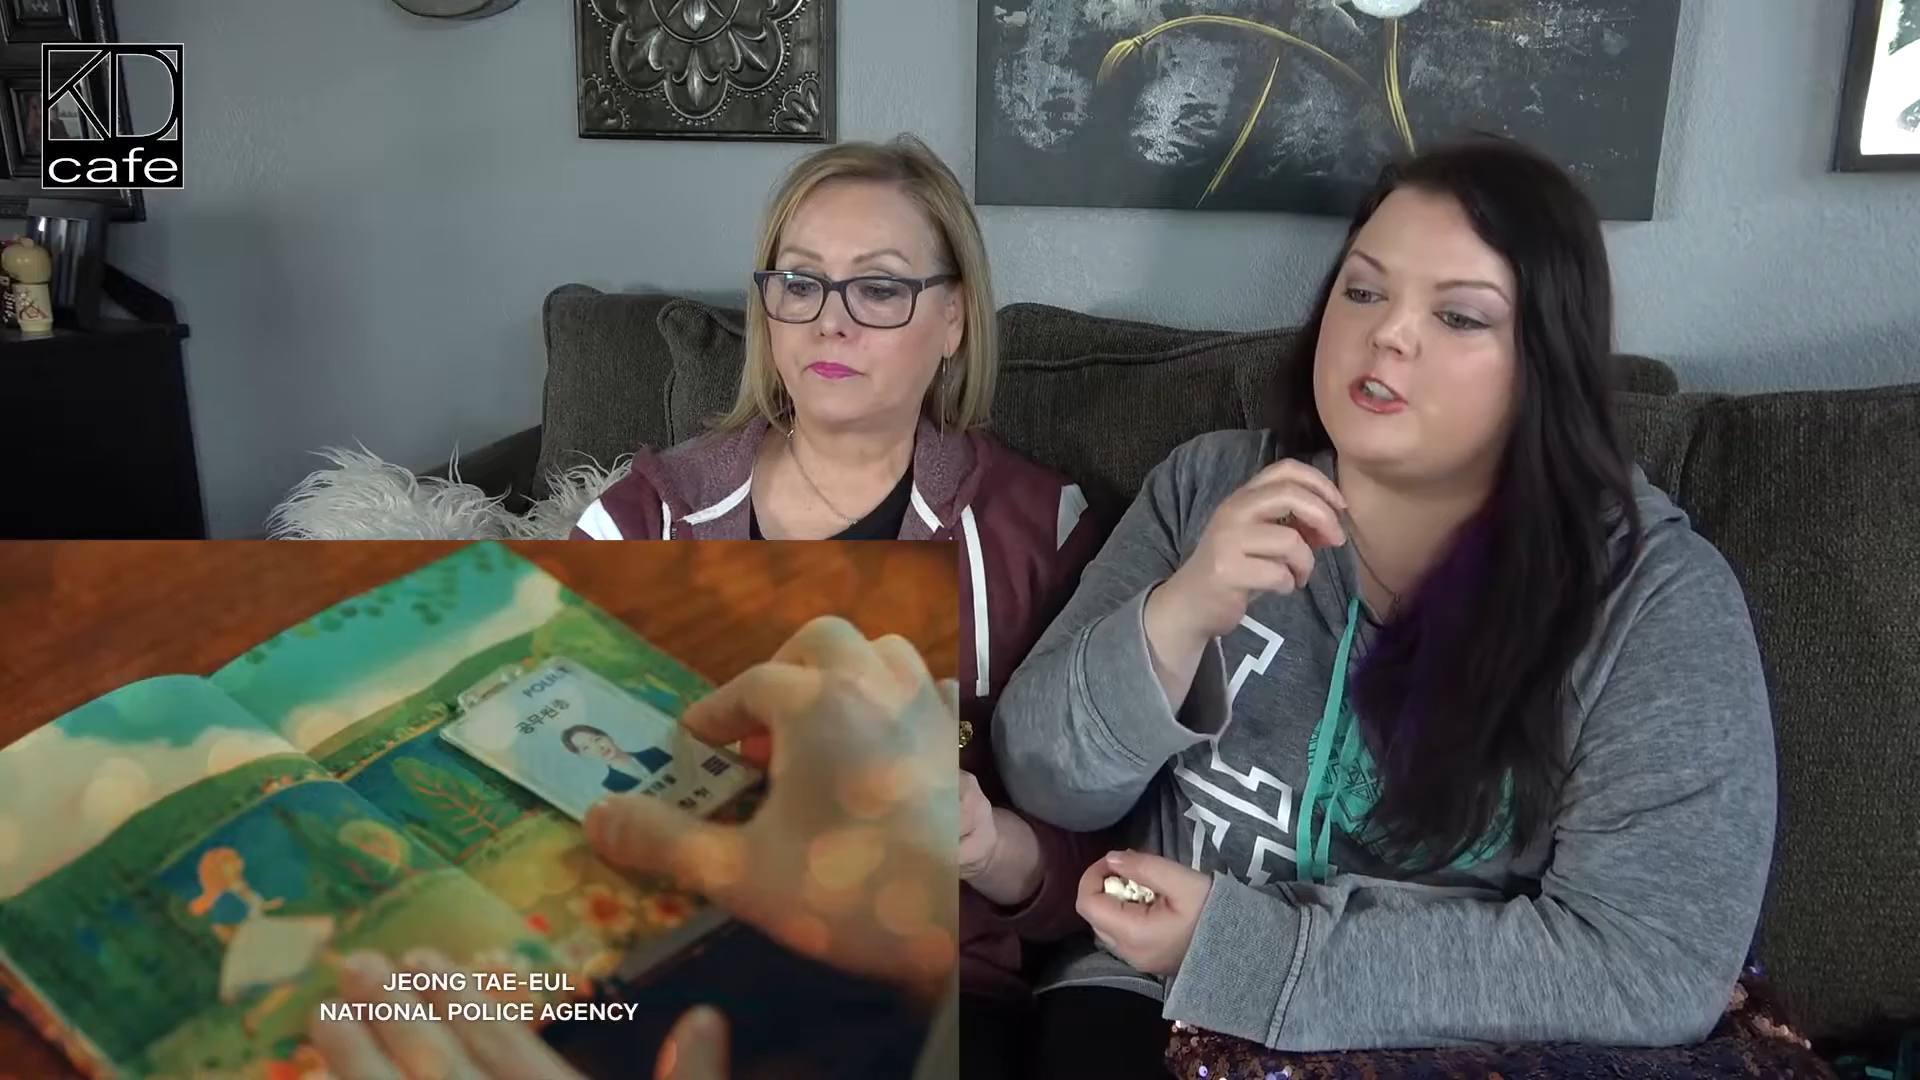 KD
cafe
POLICE
공무원증
JEONG TAE-EUL
NATIONAL POLICE AGENCY